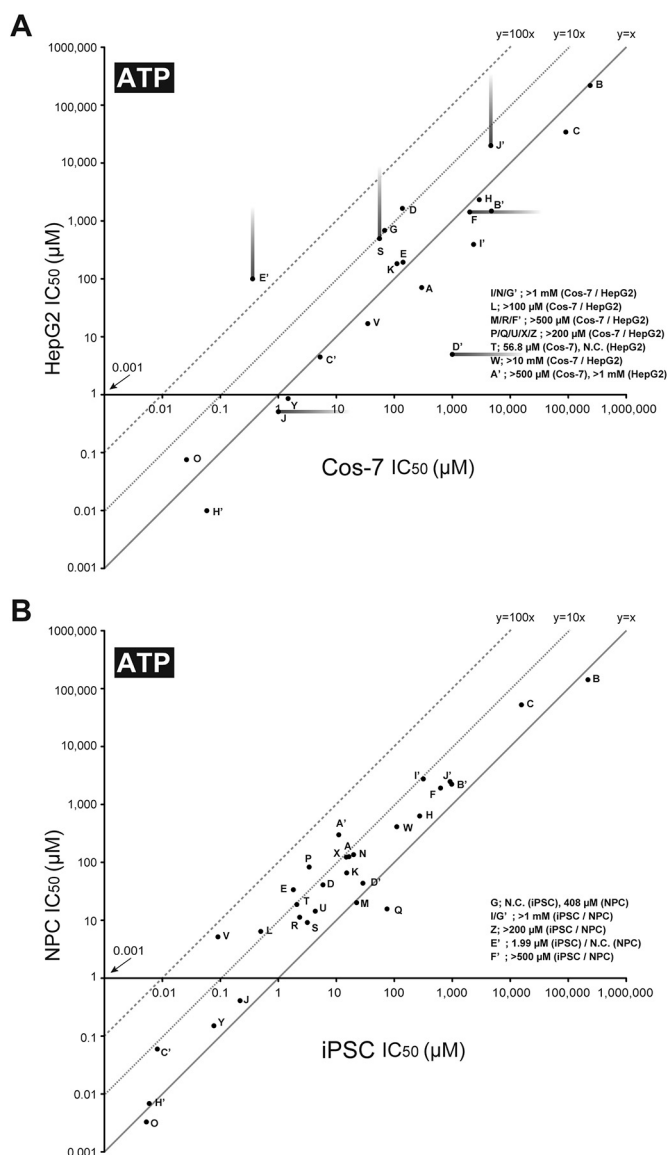 A
y=100x y=10x y=x
1000,000
ATP
100,000
B
C
10,000
J'
H
B'
1,000
D
F
G
S
I'
E
K
100
E'
A
I/N/G' ; >1 mM (Cos-7 / HepG2)
L; >100 µM (Cos-7 / HepG2)
M/R/F' ; >500 µM (Cos-7 / HepG2)
P/Q/U/X/Z ; >200 µM (Cos-7 / HepG2)
T; 56.8 µM (Cos-7), N.C. (HepG2)
W; >10 mM (Cos-7 / HepG2)
A' ; >500 µM (Cos-7), >1 mM (HepG2)
V
10
D'
C'
0.001
1
0.01 0.1 1 10 100 1,000 10,000 100,000 1,000,000
Y
J
0.1
O
0.01
H'
0.001
HepG2 IC50 (µM)
Cos-7 IC50 (µM)
B
y=100x y=10x y=x
1000,000
ATP
100,000
B
C
10,000
I'
J'
F
B'
1,000
H
A'
W
A
X
N
100
P
K
E
D
D'
T
U
M
Q
R
S
10
V
L
G; N.C. (iPSC), 408 µM (NPC)
I/G' ; >1 mM (iPSC / NPC)
Z; >200 µM (iPSC / NPC)
E' ; 1.99 µM (iPSC) / N.C. (NPC)
F' ; >500 µM (iPSC / NPC)
0.001
1
0.01 0.1 1 10 100 1,000 10,000 100,000 1,000,000
J
Y
0.1
C'
0.01
H'
O
0.001
NPC IC50 (µM)
iPSC IC50 (µM)